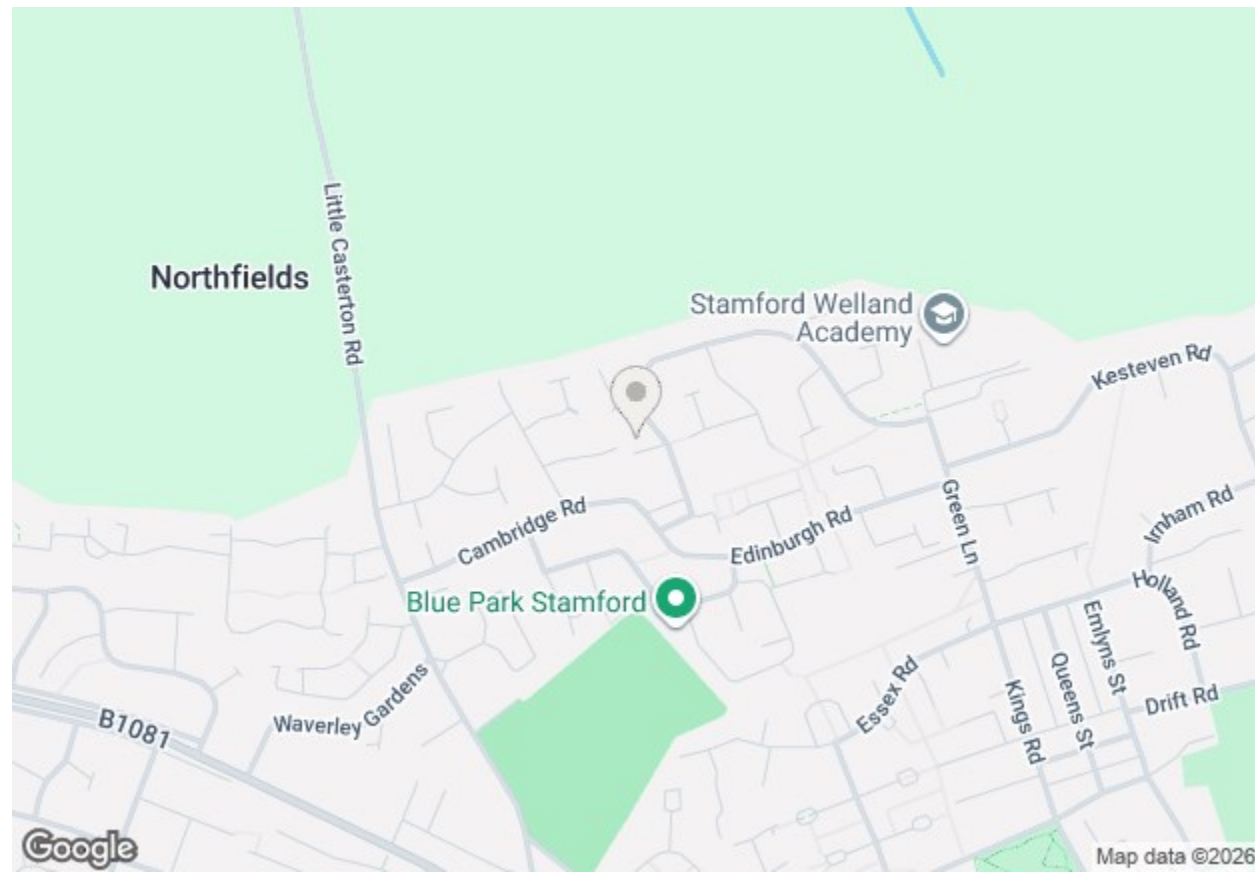 Little Casterton Rd
Northfields
Stamford Welland
Academy
Kesteven Rd
Cambridge Rd
Edinburgh Rd
Green Ln
Irnham Rd
Blue Park Stamford
Holland Rd
Emlyns St
Essex Rd
Queens St
Kings Rd
Drift Rd
Waverley Gardens
B1081
Google
Map data ©2026